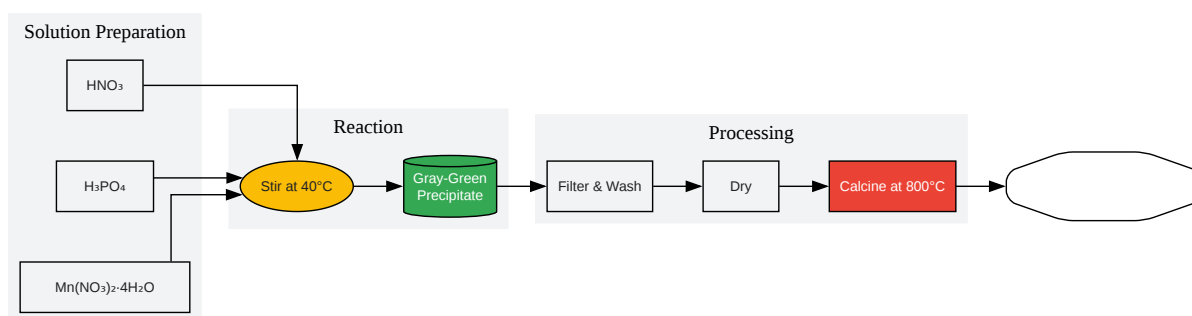 Solution Preparation
HNO₃
H₃PO₄
Mn(NO₃)₂·4H₂O
Reaction
Stir at 40°C
Gray-Green
Precipitate
Processing
Filter & Wash
Dry
Calcine at 800°C